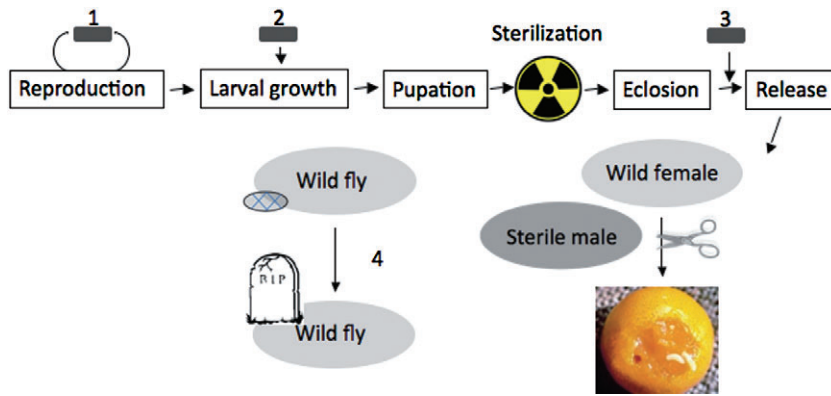 1
2
3
Sterilization
Reproduction
Larval growth
Pupation
Eclosion
Release
Wild fly
Wild female
Sterile male
4
R I P
Wild fly